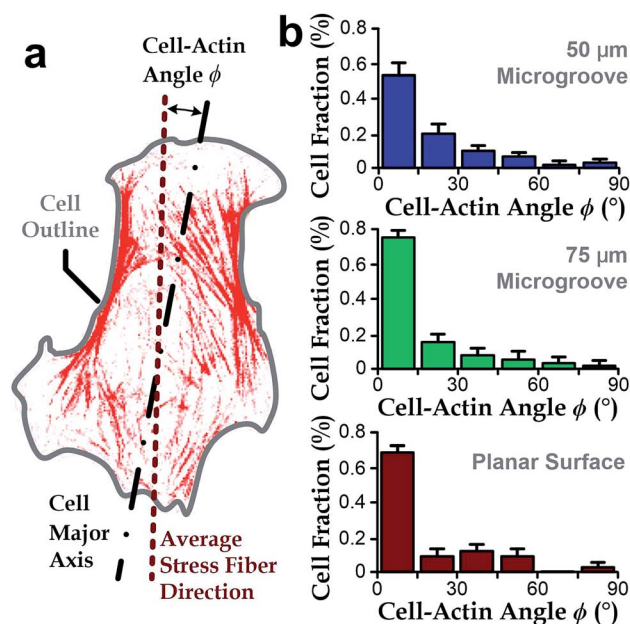 a
Cell-Actin
Angle ϕ
Cell
Outline
Cell
Major
Axis
Average
Stress Fiber
Direction
b
Cell Fraction (%)
0.8
0.6
0.4
0.2
0
50 µm
Microgroove
0
30
60
90
Cell-Actin Angle ϕ (°)
Cell Fraction (%)
0.8
0.6
0.4
0.2
0
75 µm
Microgroove
0
30
60
90
Cell-Actin Angle ϕ (°)
Cell Fraction (%)
0.8
0.6
0.4
0.2
0
Planar Surface
0
30
60
90
Cell-Actin Angle ϕ (°)